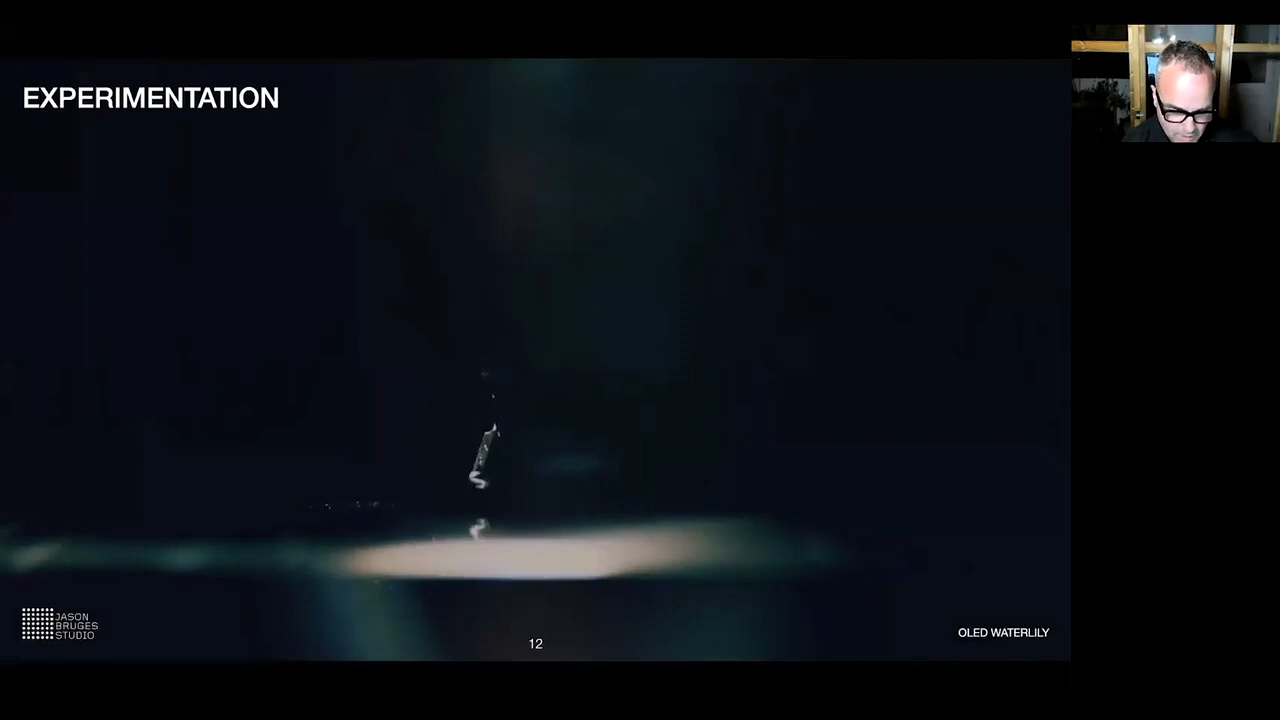 EXPERIMENTATION
JASON
BRUGES
STUDIO
12
OLED WATERLILY